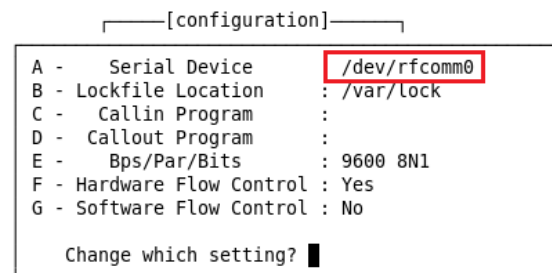 [configuration]
A - Serial Device /dev/rfcomm0
B - Lockfile Location : /var/lock
C - Callin Program :
D - Callout Program :
E - Bps/Par/Bits : 9600 8N1
F - Hardware Flow Control : Yes
G - Software Flow Control : No
Change which setting?